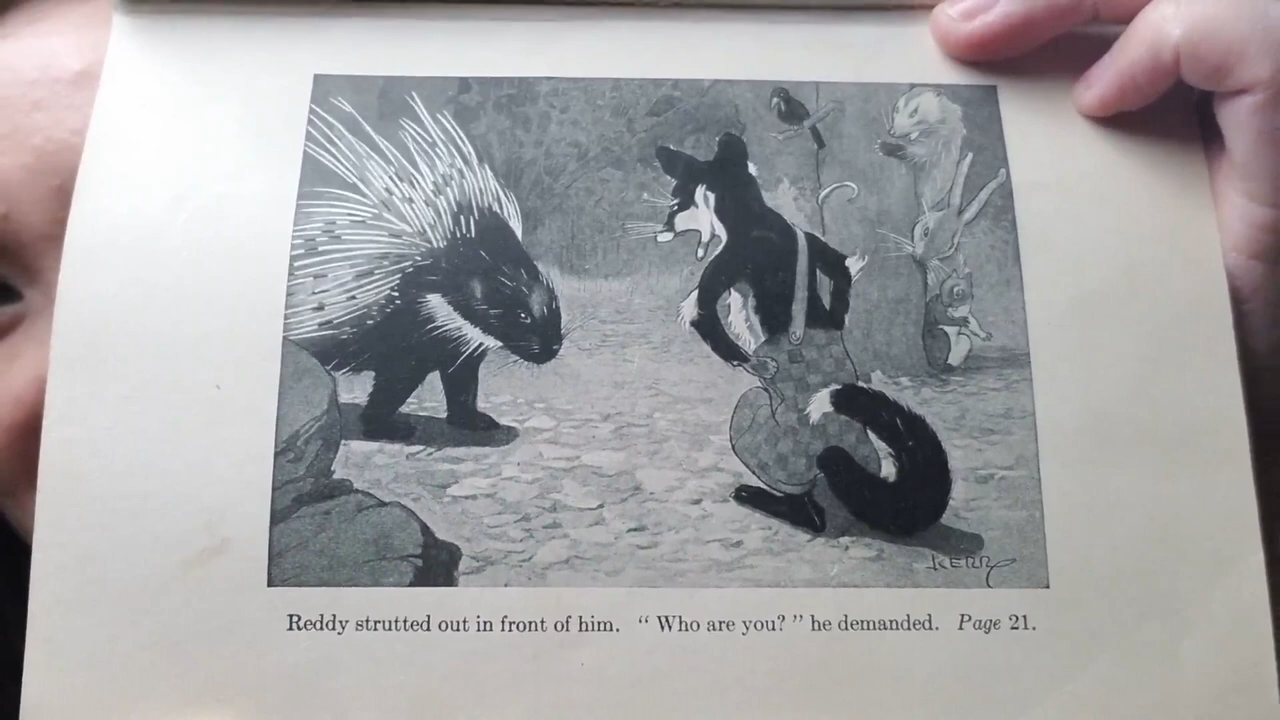 KERR
Reddy strutted out in front of him. “ Who are you? ” he demanded. Page 21.